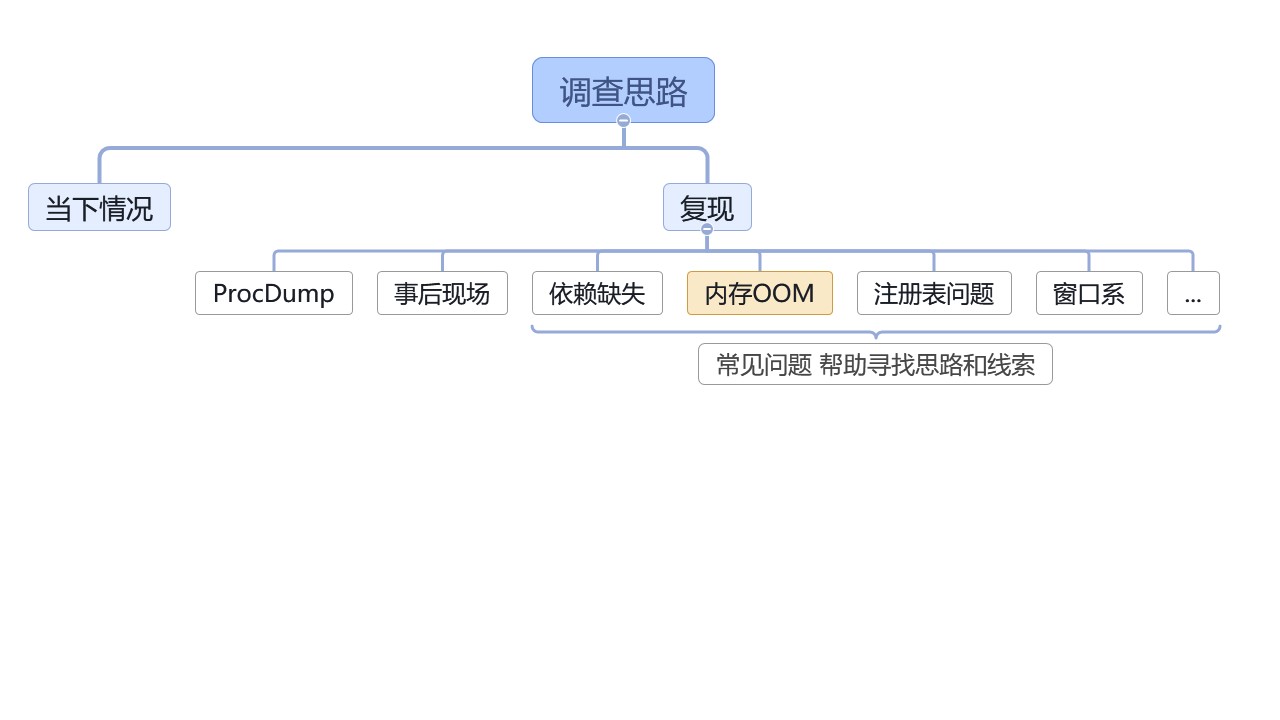 调查思路
当下情况
复现
ProcDump
事后现场
依赖缺失
内存OOM
注册表问题
窗口系
...
常见问题 帮助寻找思路和线索